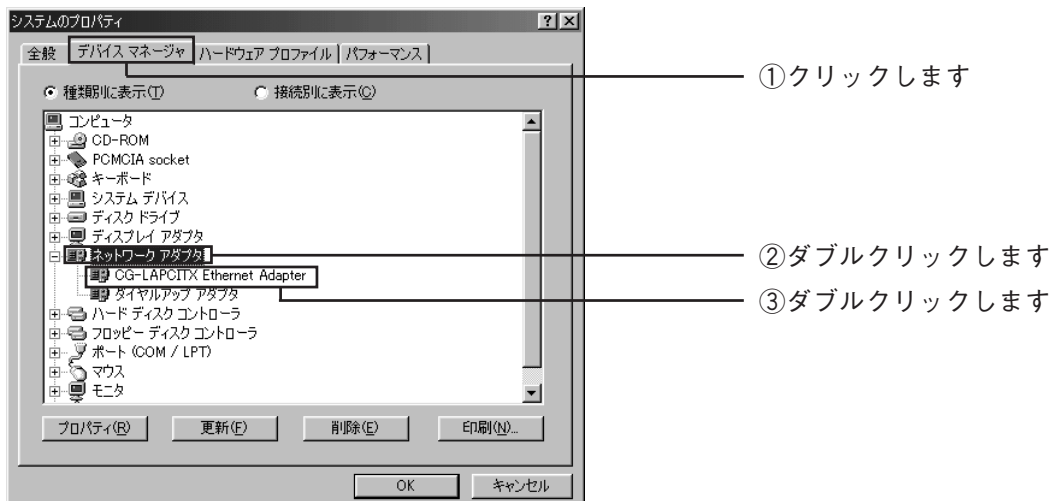 システムのプロパティ
全般 デバイス マネージャ ハードウェア プロファイル パフォーマンス
①クリックします
種類別に表示(T) 接続別に表示(C)
コンピュータ
CD-ROM
PCMCIA socket
キーボード
システム デバイス
ディスク ドライブ
ディスプレイ アダプタ
ネットワーク アダプタ
②ダブルクリックします
CG-LAPCITX Ethernet Adapter
③ダブルクリックします
ダイヤルアップ アダプタ
ハード ディスク コントローラ
フロッピー ディスク コントローラ
ポート (COM / LPT)
マウス
モニタ
プロパティ(R) 更新(F) 削除(E) 印刷(N)...
OK キャンセル